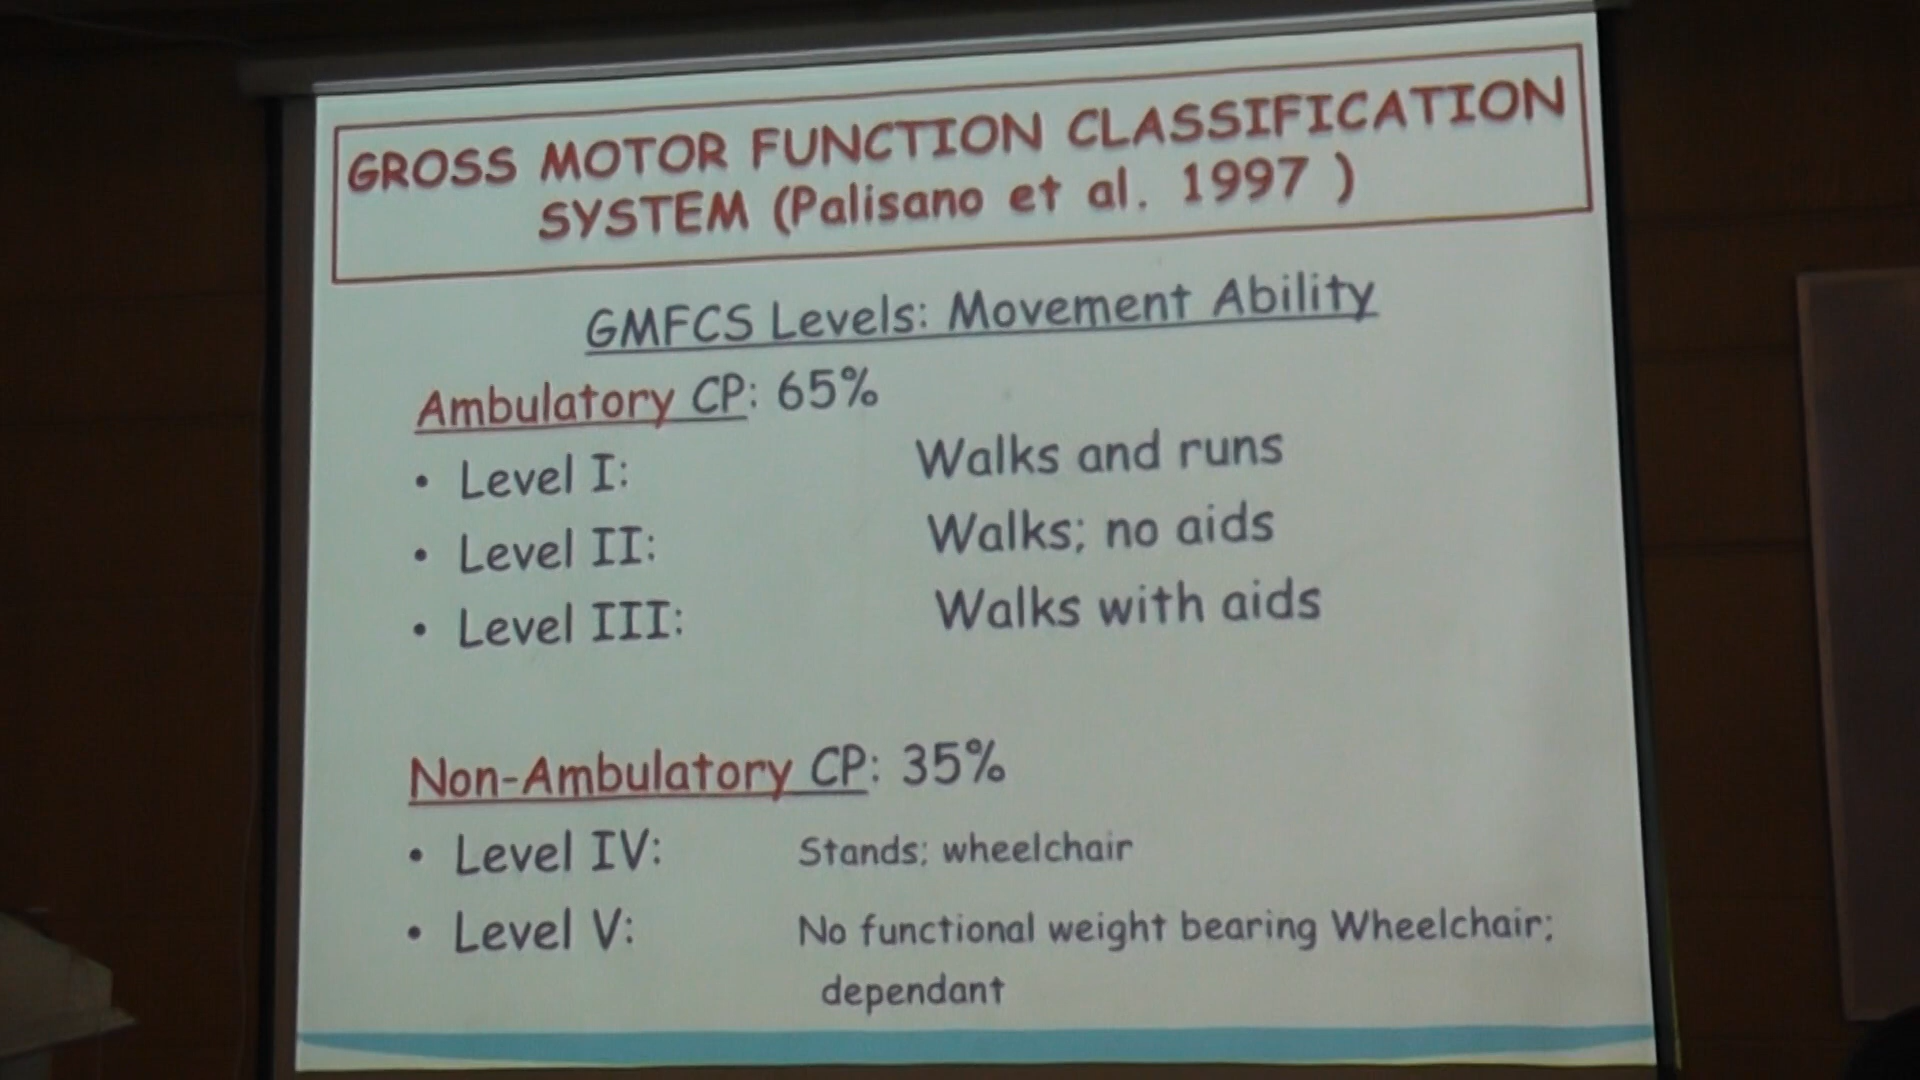 GROSS MOTOR FUNCTION CLASSIFICATION
SYSTEM (Palisano et al. 1997 )
GMFCS Levels: Movement Ability
Ambulatory CP: 65%
• Level I: Walks and runs
• Level II: Walks; no aids
• Level III: Walks with aids
Non-Ambulatory CP: 35%
• Level IV: Stands; wheelchair
• Level V: No functional weight bearing Wheelchair;
dependant